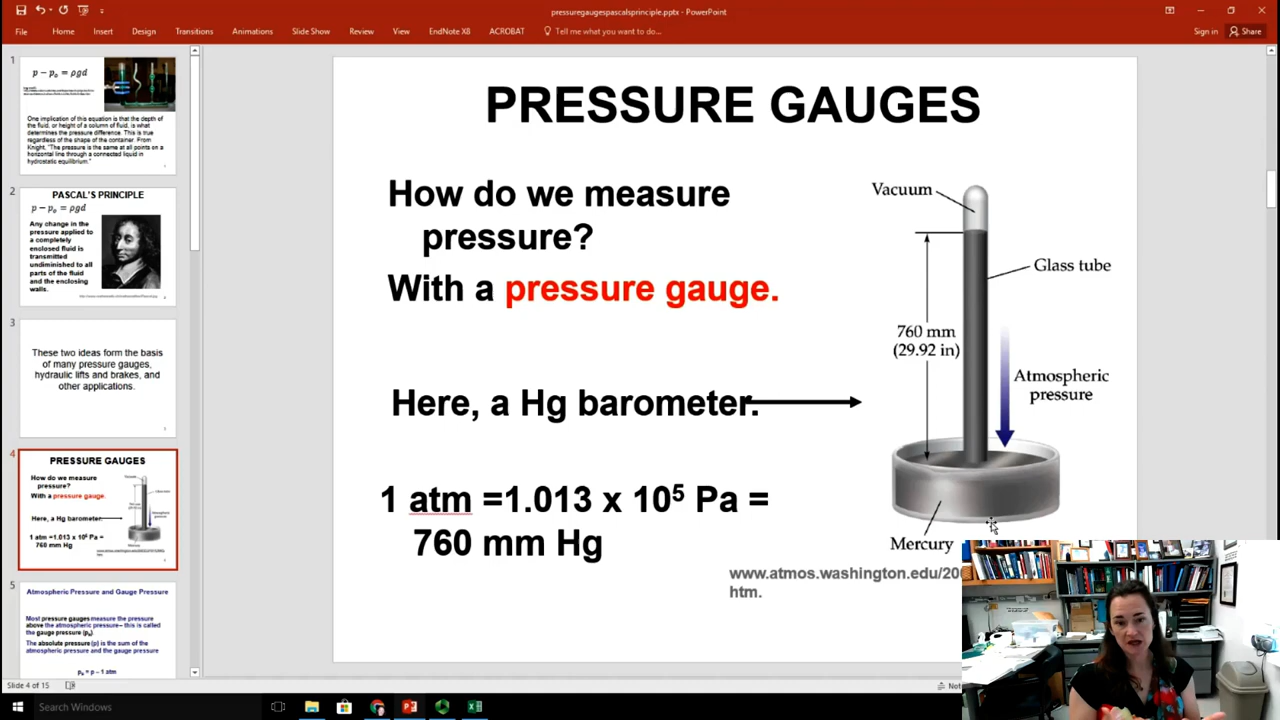 pressuregaugespascalsprinciple.pptx - PowerPoint
File Home Insert Design Transitions Animations Slide Show Review View EndNote X8 ACROBAT Tell me what you want to do... Sign in Share
1
p − pₒ = ρgd
One implication of this equation is that the depth of
the fluid, or height of a column of fluid, is what
determines the pressure difference. This is true
regardless of the shape of the container. From
Knight, "The pressure is the same at all points on a
horizontal line through a connected liquid in
hydrostatic equilibrium."
2
PASCAL'S PRINCIPLE
p − pₒ = ρgd
Any change in the
pressure applied to
a completely
enclosed fluid is
transmitted
undiminished to all
parts of the fluid
and the enclosing
walls.
3
These two ideas form the basis
of many pressure gauges,
hydraulic lifts and brakes, and
other applications.
4
PRESSURE GAUGES
How do we measure
pressure?
With a pressure gauge.
Here, a Hg barometer.
1 atm =1.013 x 10⁵ Pa =
760 mm Hg
5
Atmospheric Pressure and Gauge Pressure
Most pressure gauges measure the pressure
above the atmospheric pressure– this is called
the gauge pressure (pg).
The absolute pressure (p) is the sum of the
atmospheric pressure and the gauge pressure
pg = p – 1 atm
PRESSURE GAUGES
How do we measure
pressure?
With a pressure gauge.
Here, a Hg barometer.
1 atm =1.013 x 10⁵ Pa =
760 mm Hg
Vacuum
Glass tube
760 mm
(29.92 in)
Atmospheric
pressure
Mercury
www.atmos.washington.edu/20
htm.
Slide 4 of 15
Search Windows